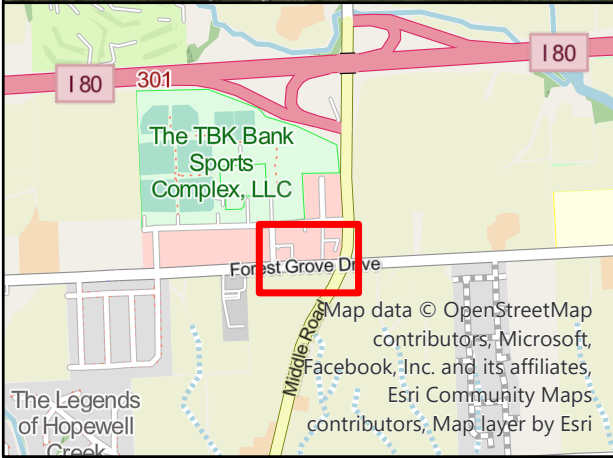 I 80
301
I 80
The TBK Bank
Sports
Complex, LLC
Forest Grove Drive
Middle Road
Map data © OpenStreetMap
contributors, Microsoft,
Facebook, Inc. and its affiliates,
Esri Community Maps
contributors, Map layer by Esri
The Legends
of Hopewell
Creek